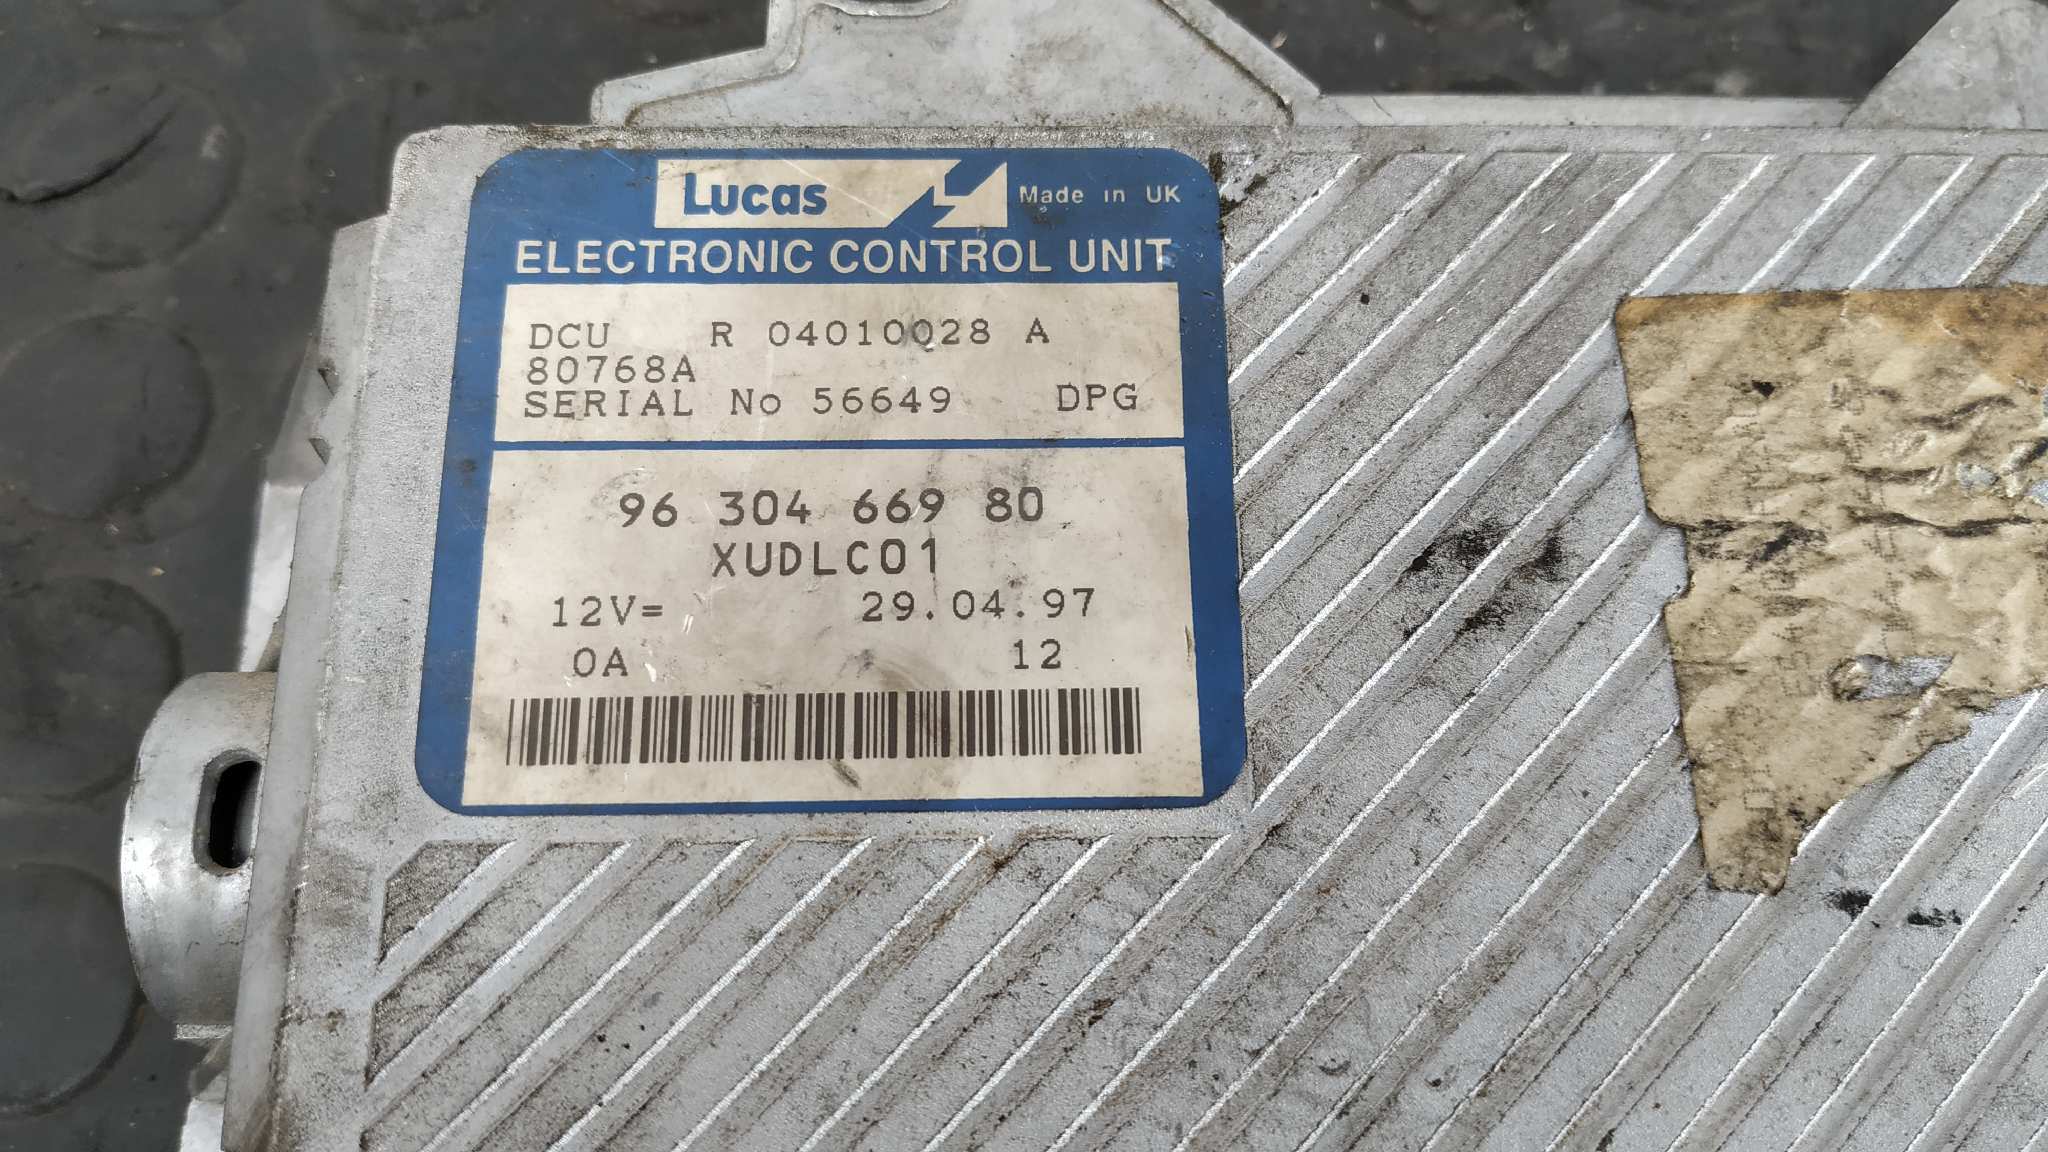 Lucas Made in UK
ELECTRONIC CONTROL UNIT
DCU R 04010028 A
80768A
SERIAL No 56649 DPG
96 304 669 80
XUDLC01
12V= 29.04.97
0A 12